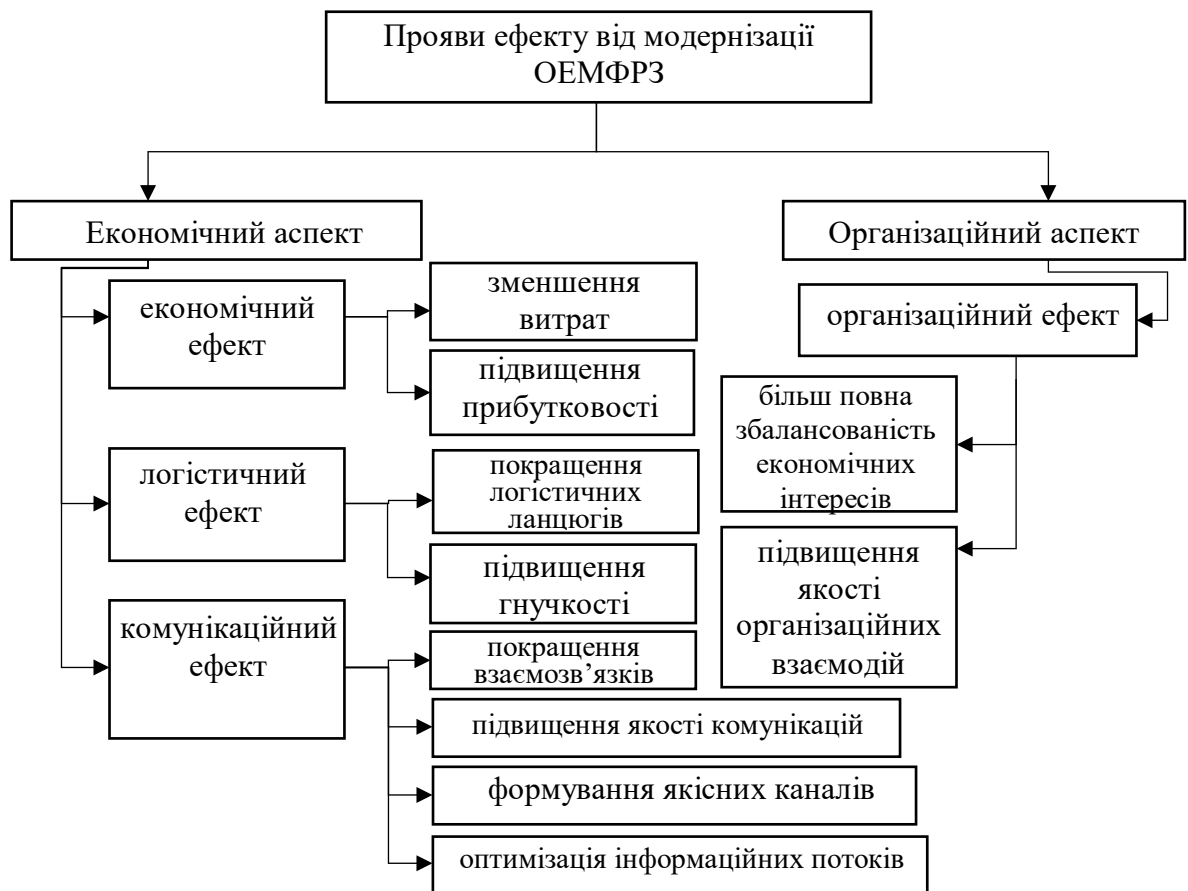 Прояви ефекту від модернізації
ОЕМФРЗ
Економічний аспект
економічний
ефект
зменшення
витрат
підвищення
прибутковості
логістичний
ефект
покращення
логістичних
ланцюгів
підвищення
гнучкості
комунікаційний
ефект
покращення
взаємозв’язків
підвищення якості комунікацій
формування якісних каналів
оптимізація інформаційних потоків
Організаційний аспект
організаційний ефект
більш повна
збалансованість
економічних
інтересів
підвищення
якості
організаційних
взаємодій